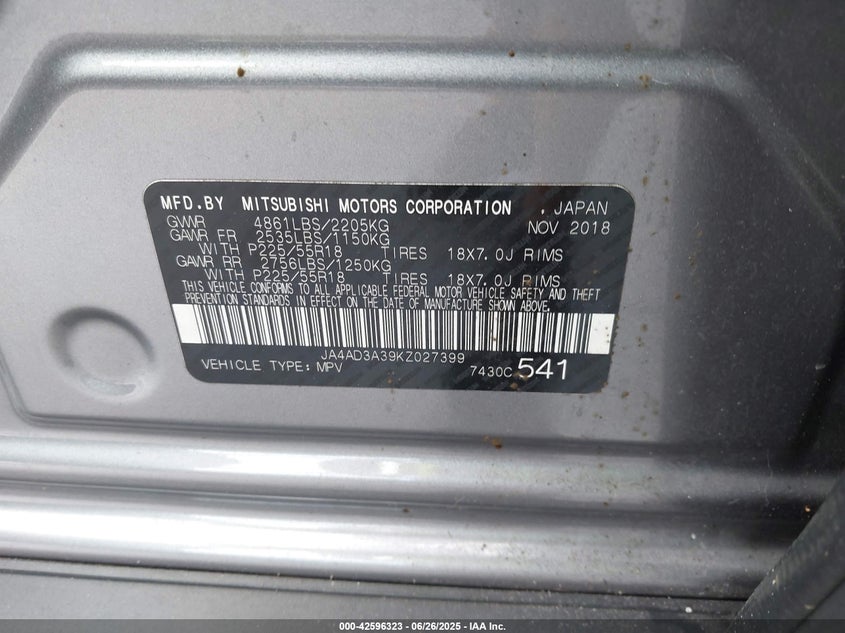 MFD.BY MITSUBISHI MOTORS CORPORATION , JAPAN
GVWR 4861LBS/2205KG NOV 2018
GAWR FR 2535LBS/1150KG
WITH P225/55R18 TIRES 18X7.0J RIMS
GAWR RR 2756LBS/1250KG
WITH P225/55R18 TIRES 18X7.0J RIMS
THIS VEHICLE CONFORMS TO ALL APPLICABLE FEDERAL MOTOR VEHICLE SAFETY AND THEFT
PREVENTION STANDARDS IN EFFECT ON THE DATE OF MANUFACTURE SHOWN ABOVE.
JA4AD3A39KZ027399
VEHICLE TYPE: MPV 7430C 541
000-42596323 - 06/26/2025 - IAA Inc.